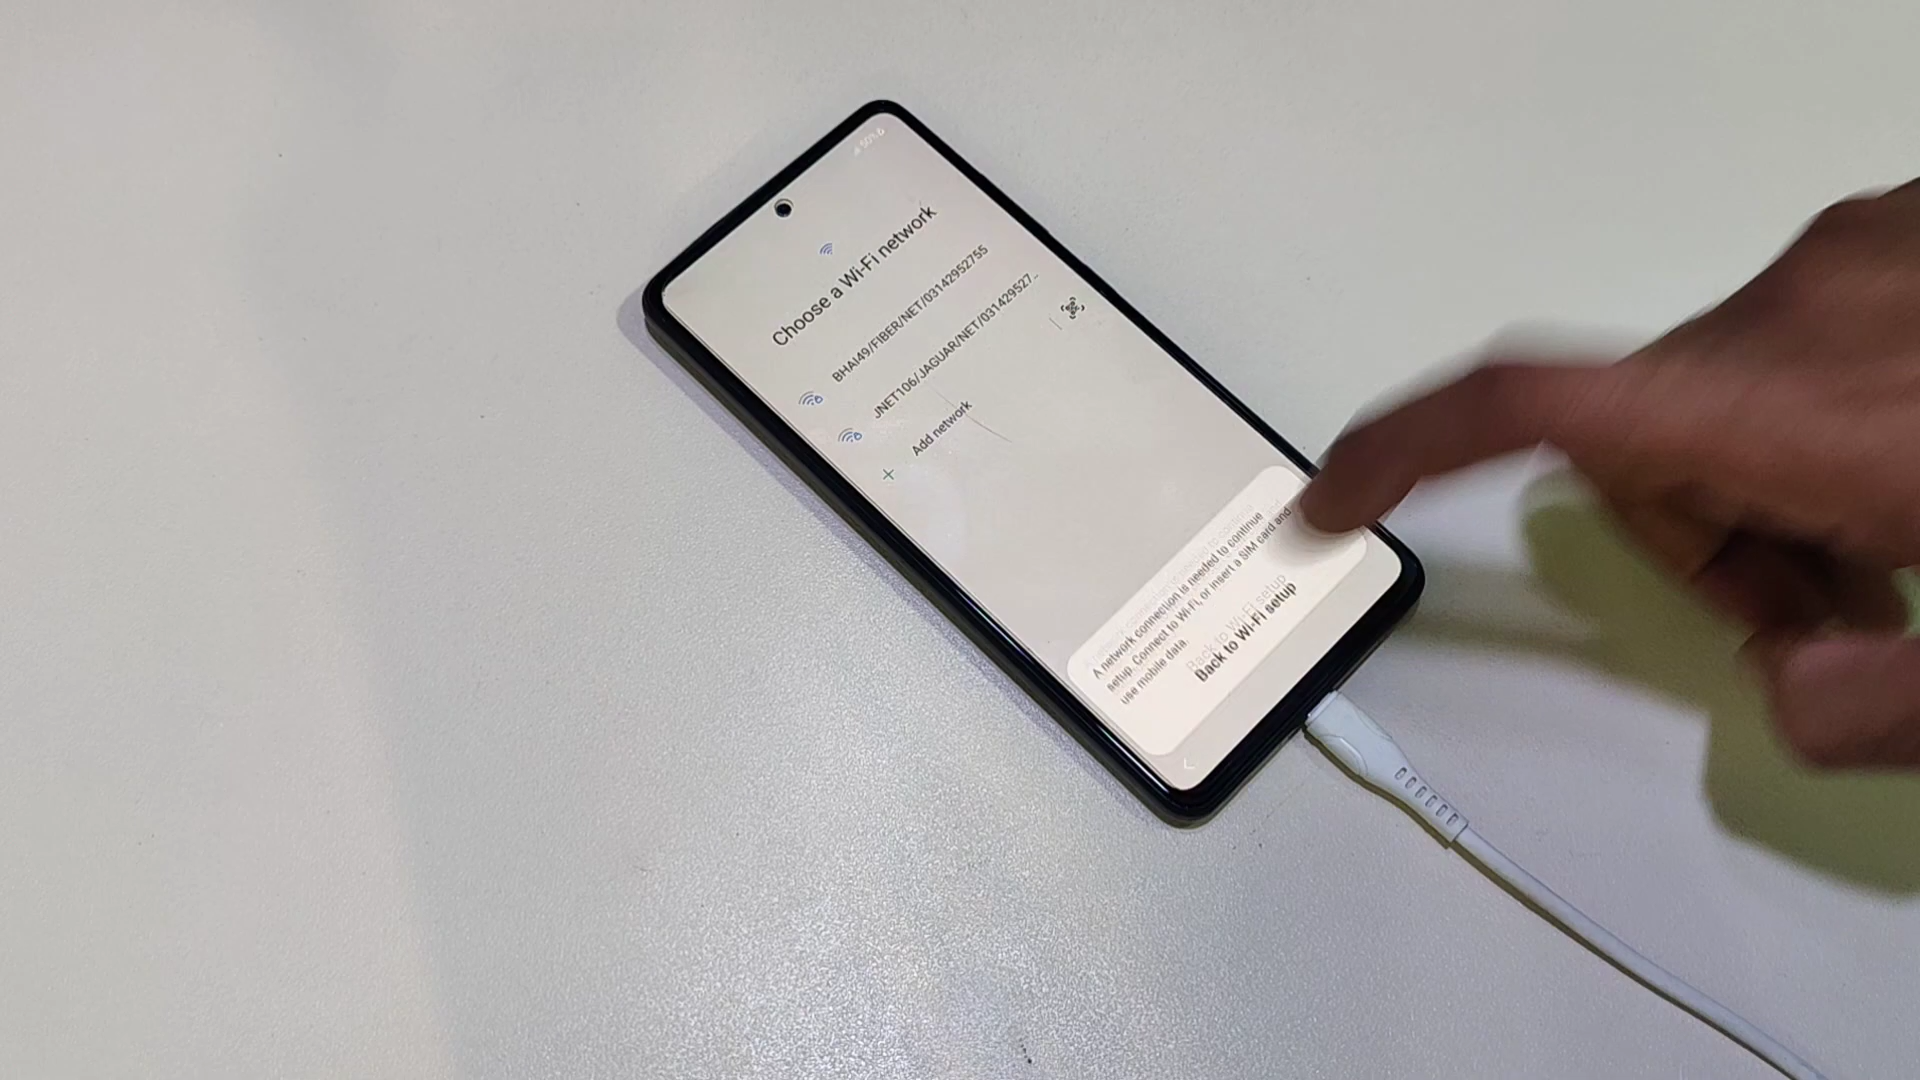 90%
Choose a Wi-Fi network
BHAI49/FIBER/NET/03142952755
JNET106/JAGUAR/NET/031429527..
Add network
A network connection is needed to continue
setup. Connect to Wi-Fi, or insert a SIM card and
use mobile data.
Back to Wi-Fi setup